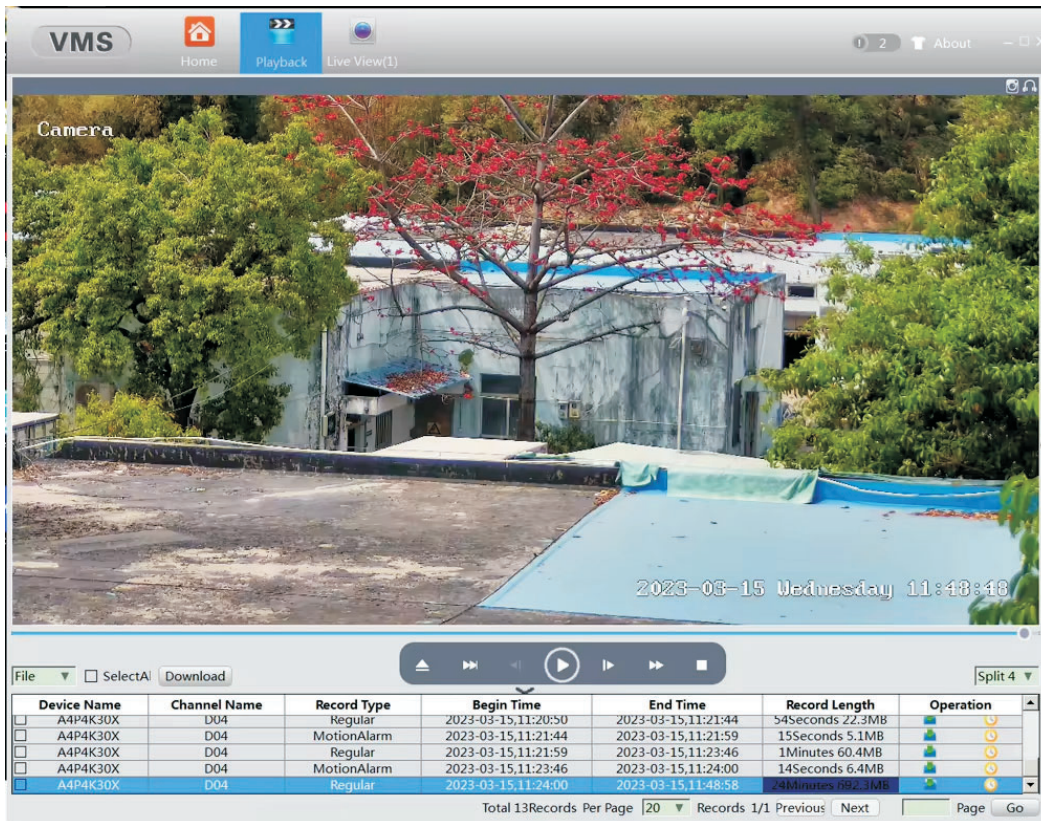 VMS
Home
Playback
Live View(1)
2
About
Camera
2023-03-15 Wednesday 11:48:48
File
SelectAl
Download
Split 4
Device Name Channel Name Record Type Begin Time End Time Record Length Operation
A4P4K30X D04 Regular 2023-03-15,11:20:50 2023-03-15,11:21:44 54Seconds 22.3MB
A4P4K30X D04 MotionAlarm 2023-03-15,11:21:44 2023-03-15,11:21:59 15Seconds 5.1MB
A4P4K30X D04 Regular 2023-03-15,11:21:59 2023-03-15,11:23:46 1Minutes 60.4MB
A4P4K30X D04 MotionAlarm 2023-03-15,11:23:46 2023-03-15,11:24:00 14Seconds 6.4MB
A4P4K30X D04 Regular 2023-03-15,11:24:00 2023-03-15,11:48:58 24Minutes 692.3MB
Total 13Records Per Page 20 Records 1/1 Previous Next Page Go